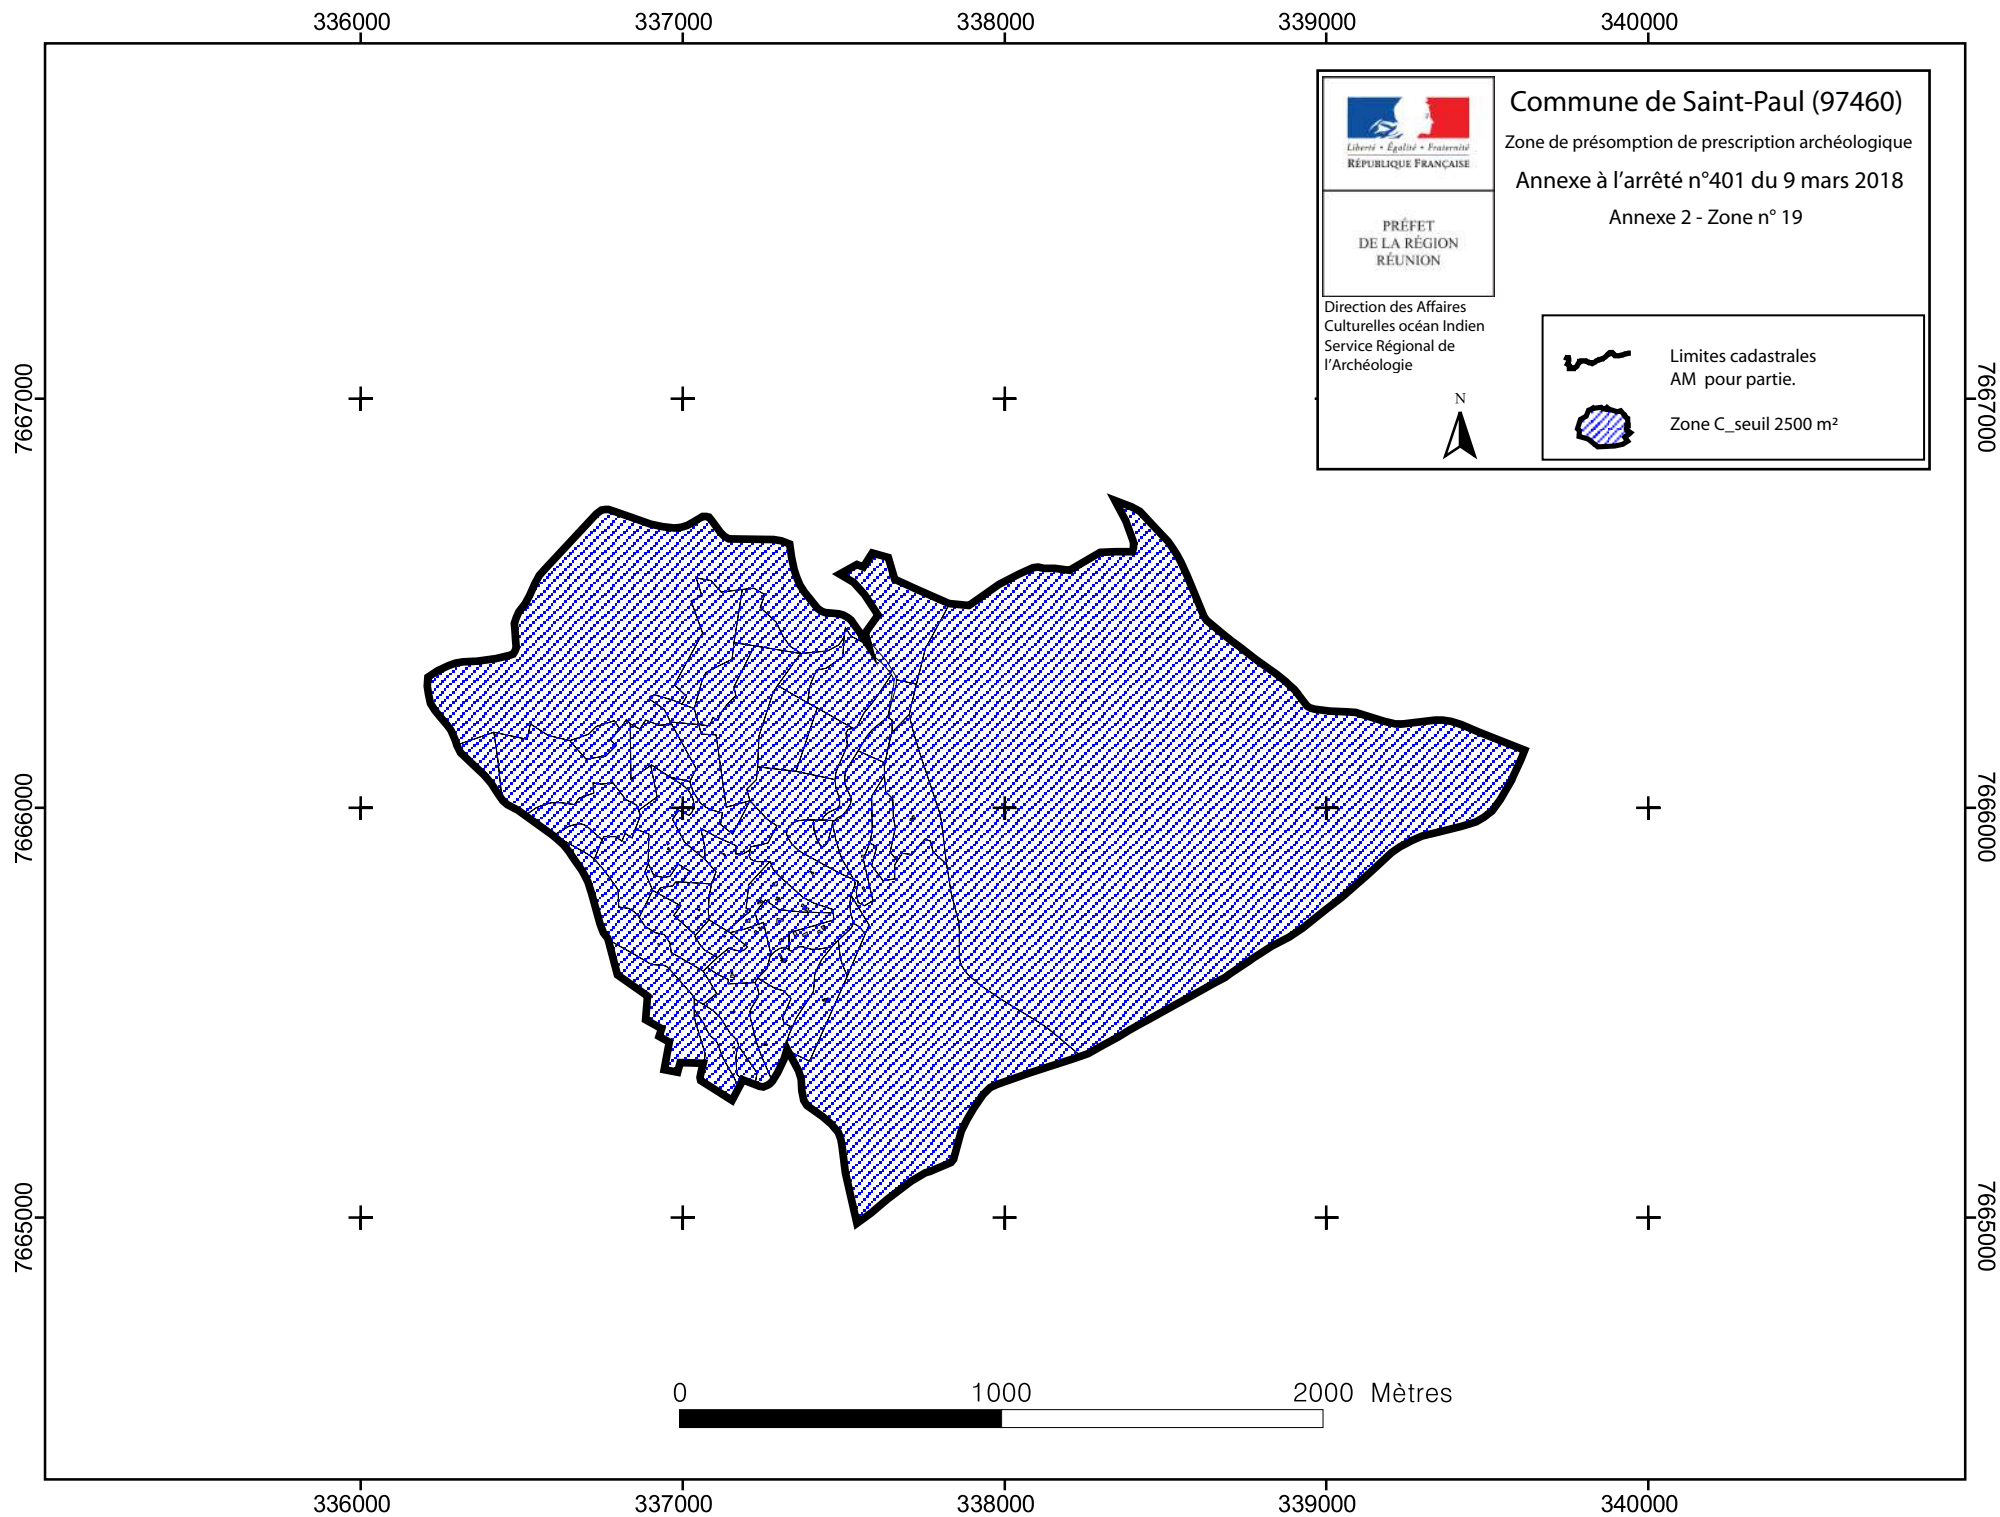 336000 337000 338000 339000 340000
Liberté • Égalité • Fraternité
RÉPUBLIQUE FRANÇAISE
PRÉFET
DE LA RÉGION
RÉUNION
Direction des Affaires
Culturelles océan Indien
Service Régional de
l'Archéologie
Commune de Saint-Paul (97460)
Zone de présomption de prescription archéologique
Annexe à l'arrêté n°401 du 9 mars 2018
Annexe 2 - Zone n° 19
N
Limites cadastrales
AM pour partie.
Zone C_seuil 2500 m²
7667000
7667000
7666000
7666000
7665000
7665000
0 1000 2000 Mètres
336000 337000 338000 339000 340000